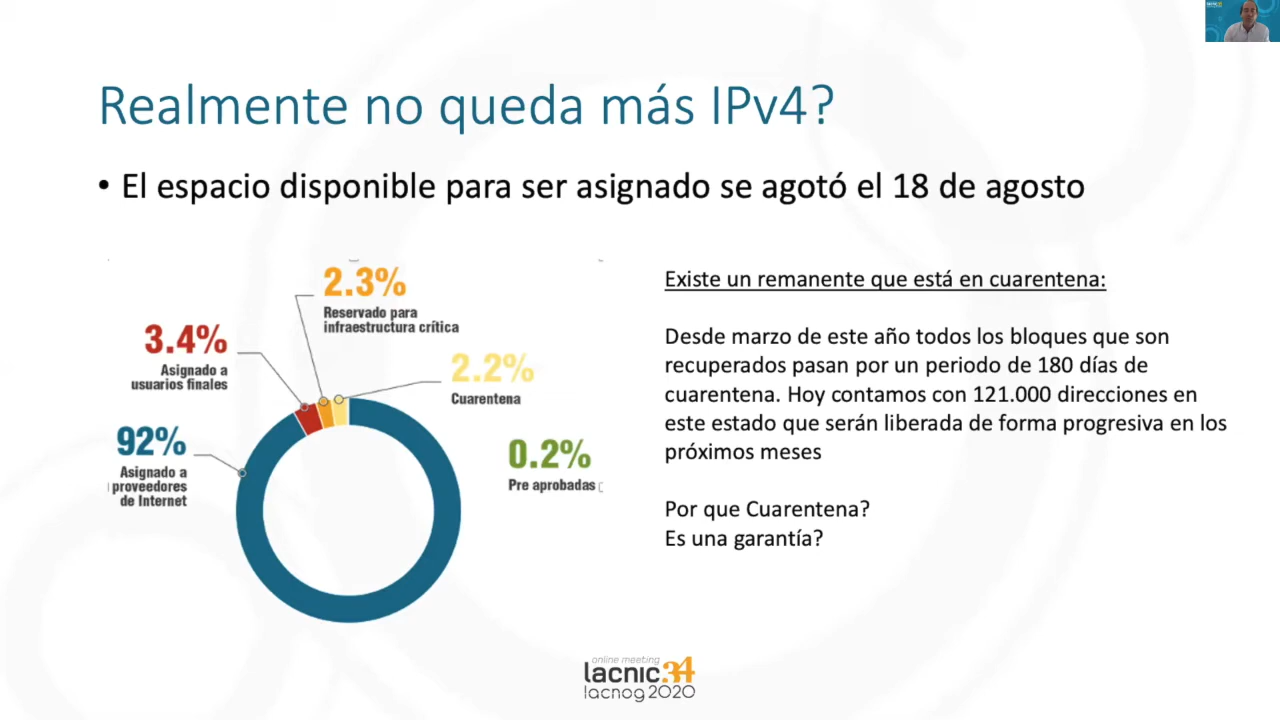 Realmente no queda más IPv4?
• El espacio disponible para ser asignado se agotó el 18 de agosto
2.3%
Reservado para
infraestructura crítica
3.4%
Asignado a
usuarios finales
2.2%
Cuarentena
92%
Asignado a
proveedores
de Internet
0.2%
Pre aprobadas
Existe un remanente que está en cuarentena:
Desde marzo de este año todos los bloques que son
recuperados pasan por un periodo de 180 días de
cuarentena. Hoy contamos con 121.000 direcciones en
este estado que serán liberada de forma progresiva en los
próximos meses
Por que Cuarentena?
Es una garantía?
online meeting
lacnic 34
lacnog 2020